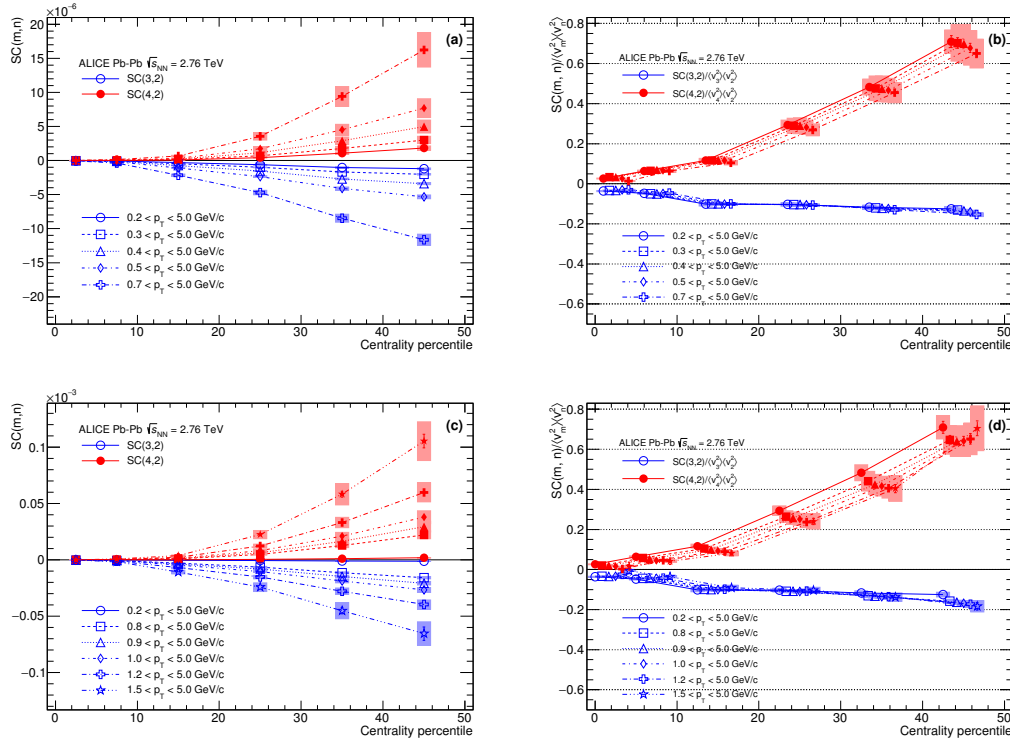 ×10⁻⁶
SC(m,n)
15
10
5
0
−5
−10
−15
−20
(a)
ALICE Pb-Pb √s_NN = 2.76 TeV
SC(3,2)
SC(4,2)
0.2 < p_T < 5.0 GeV/c
0.3 < p_T < 5.0 GeV/c
0.4 < p_T < 5.0 GeV/c
0.5 < p_T < 5.0 GeV/c
0.7 < p_T < 5.0 GeV/c
0 10 20 30 40 50
Centrality percentile
SC(m, n)/⟨v²_m⟩⟨v²_n⟩
0.8
0.6
0.4
0.2
0
−0.2
−0.4
−0.6
(b)
ALICE Pb-Pb √s_NN = 2.76 TeV
SC(3,2)/⟨v²_3⟩⟨v²_2⟩
SC(4,2)/⟨v²_4⟩⟨v²_2⟩
0.2 < p_T < 5.0 GeV/c
0.3 < p_T < 5.0 GeV/c
0.4 < p_T < 5.0 GeV/c
0.5 < p_T < 5.0 GeV/c
0.7 < p_T < 5.0 GeV/c
0 10 20 30 40 50
Centrality percentile
×10⁻³
SC(m,n)
0.1
0.05
0
−0.05
−0.1
(c)
ALICE Pb-Pb √s_NN = 2.76 TeV
SC(3,2)
SC(4,2)
0.2 < p_T < 5.0 GeV/c
0.8 < p_T < 5.0 GeV/c
0.9 < p_T < 5.0 GeV/c
1.0 < p_T < 5.0 GeV/c
1.2 < p_T < 5.0 GeV/c
1.5 < p_T < 5.0 GeV/c
0 10 20 30 40 50
Centrality percentile
SC(m, n)/⟨v²_m⟩⟨v²_n⟩
0.8
0.6
0.4
0.2
0
−0.2
−0.4
−0.6
(d)
ALICE Pb-Pb √s_NN = 2.76 TeV
SC(3,2)/⟨v²_3⟩⟨v²_2⟩
SC(4,2)/⟨v²_4⟩⟨v²_2⟩
0.2 < p_T < 5.0 GeV/c
0.8 < p_T < 5.0 GeV/c
0.9 < p_T < 5.0 GeV/c
1.0 < p_T < 5.0 GeV/c
1.2 < p_T < 5.0 GeV/c
1.5 < p_T < 5.0 GeV/c
0 10 20 30 40 50
Centrality percentile